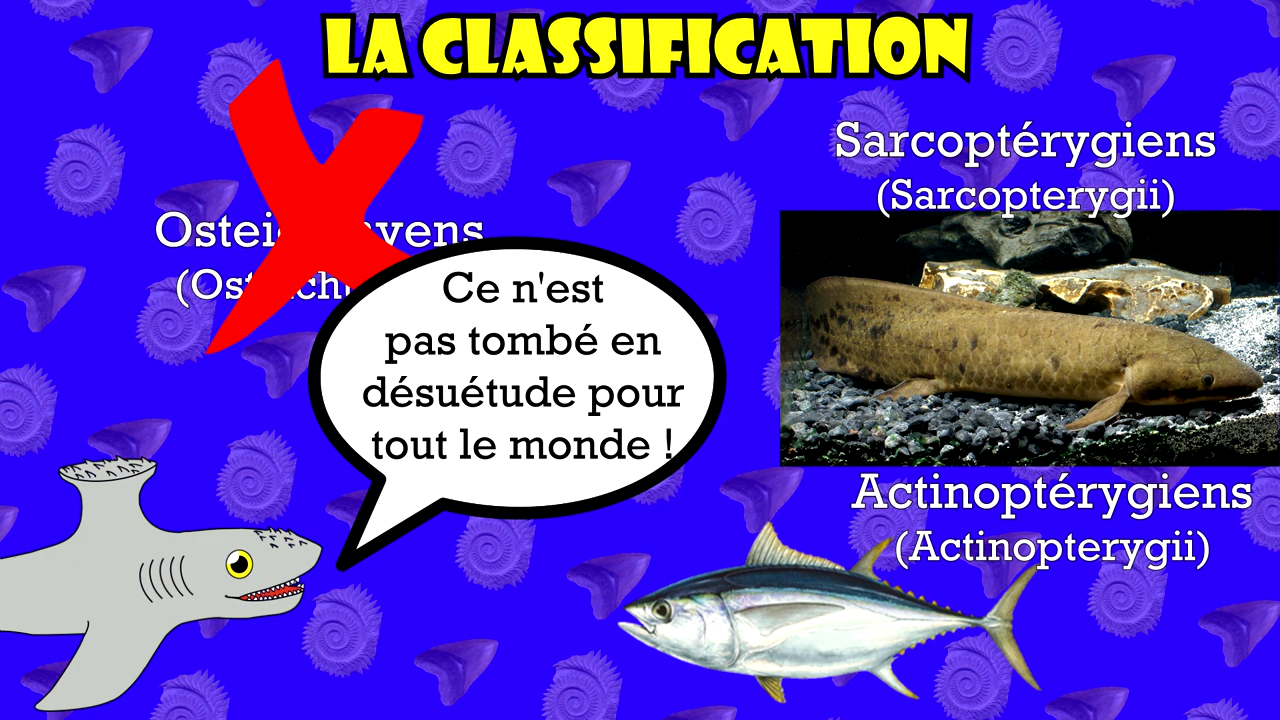 LA CLASSIFICATION
Sarcoptérygiens
(Sarcopterygii)
Ce n'est
pas tombé en
désuétude pour
tout le monde !
Actinoptérygiens
(Actinopterygii)